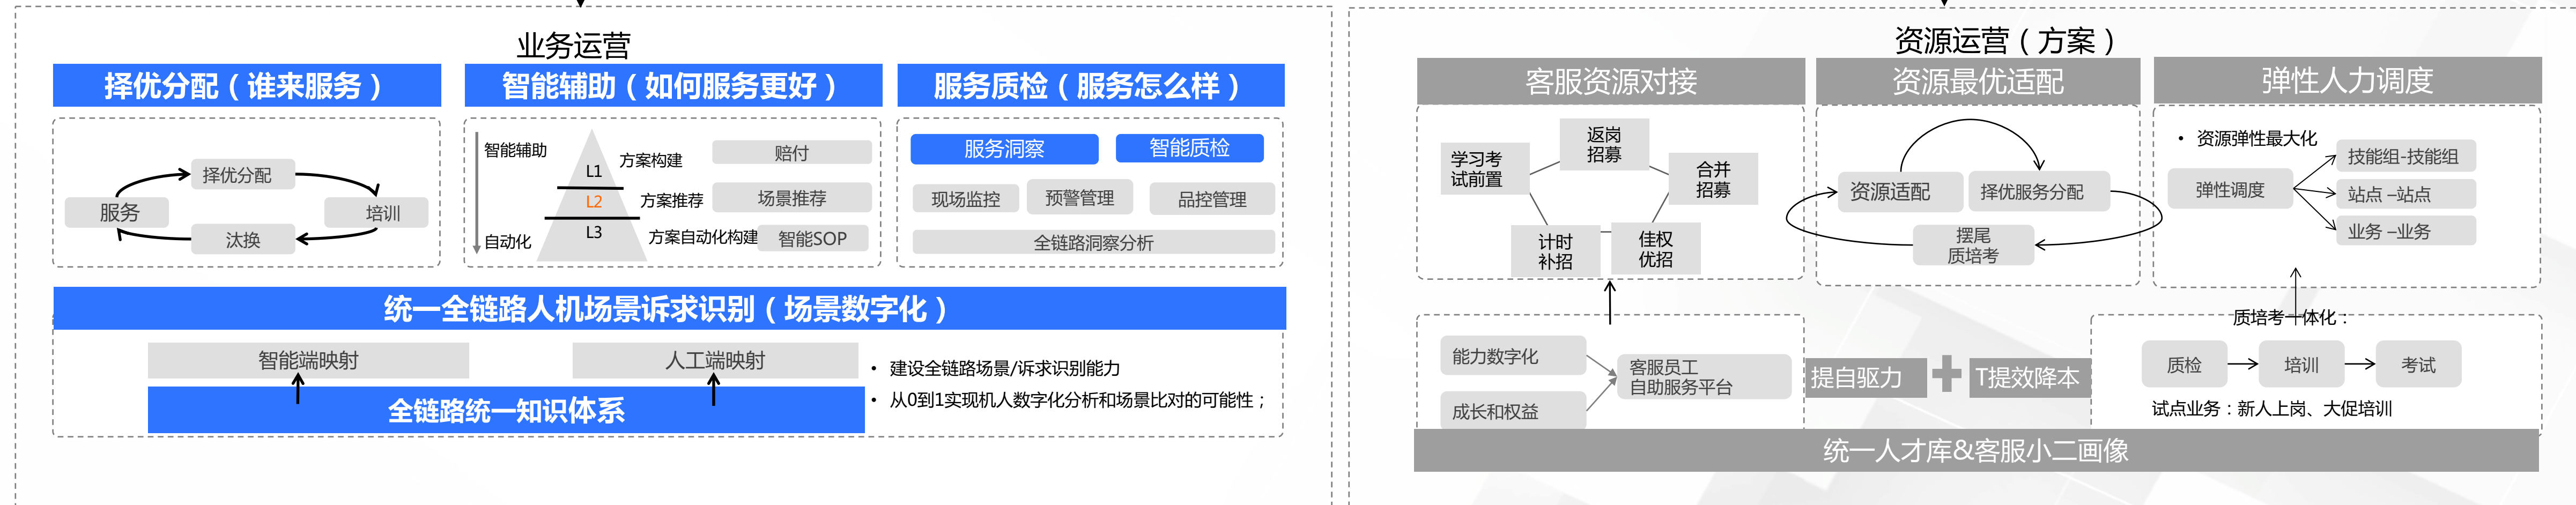 业务运营
择优分配（谁来服务）
智能辅助（如何服务更好）
服务质检（服务怎么样）
择优分配
服务
培训
汰换
智能辅助
自动化
L1
L2
L3
方案构建
方案推荐
方案自动化构建
赔付
场景推荐
智能SOP
服务洞察
智能质检
现场监控
预警管理
品控管理
全链路洞察分析
统一全链路人机场景诉求识别（场景数字化）
智能端映射
人工端映射
全链路统一知识体系
• 建设全链路场景/诉求识别能力
• 从0到1实现机人数字化分析和场景比对的可能性；
资源运营（方案）
客服资源对接
资源最优适配
弹性人力调度
学习考
试前置
返岗
招募
合并
招募
计时
补招
佳权
优招
资源适配
择优服务分配
摆尾
质培考
• 资源弹性最大化
弹性调度
技能组-技能组
站点 –站点
业务 –业务
能力数字化
成长和权益
客服员工
自助服务平台
提自驱力
T提效降本
质培考一体化：
质检
培训
考试
试点业务：新人上岗、大促培训
统一人才库&客服小二画像